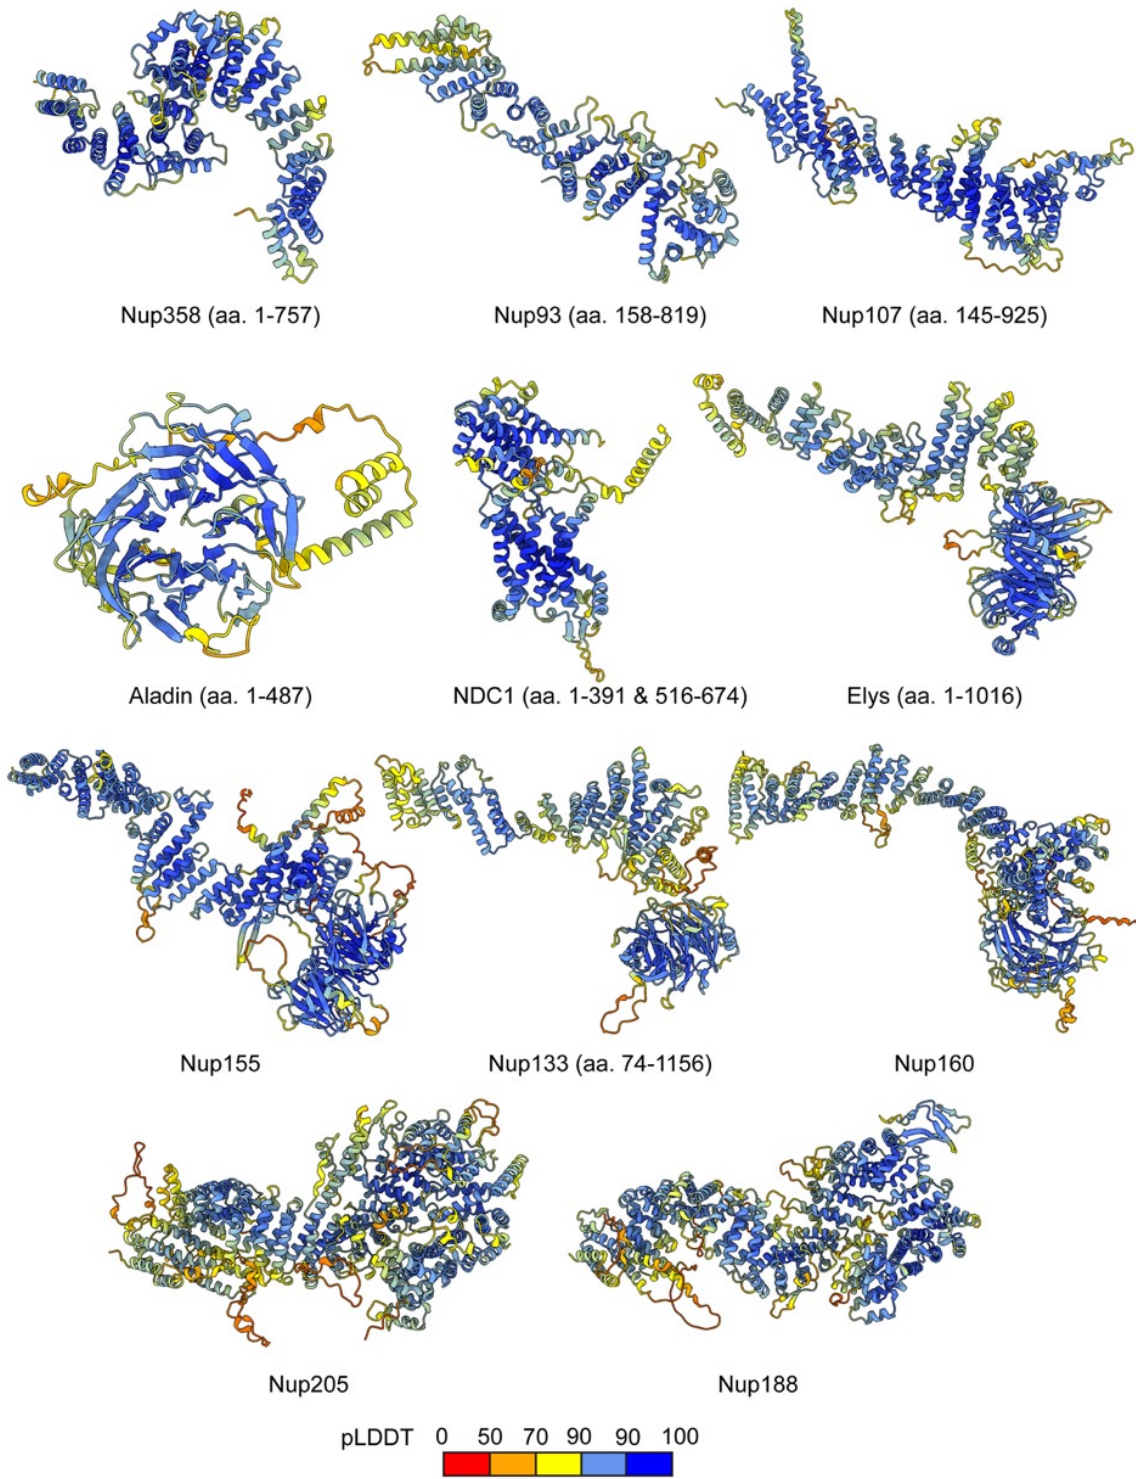 Nup358 (aa. 1-757) Nup93 (aa. 158-819) Nup107 (aa. 145-925)
Aladin (aa. 1-487) NDC1 (aa. 1-391 & 516-674) Elys (aa. 1-1016)
Nup155 Nup133 (aa. 74-1156) Nup160
Nup205 Nup188
pLDDT 0 50 70 90 90 100